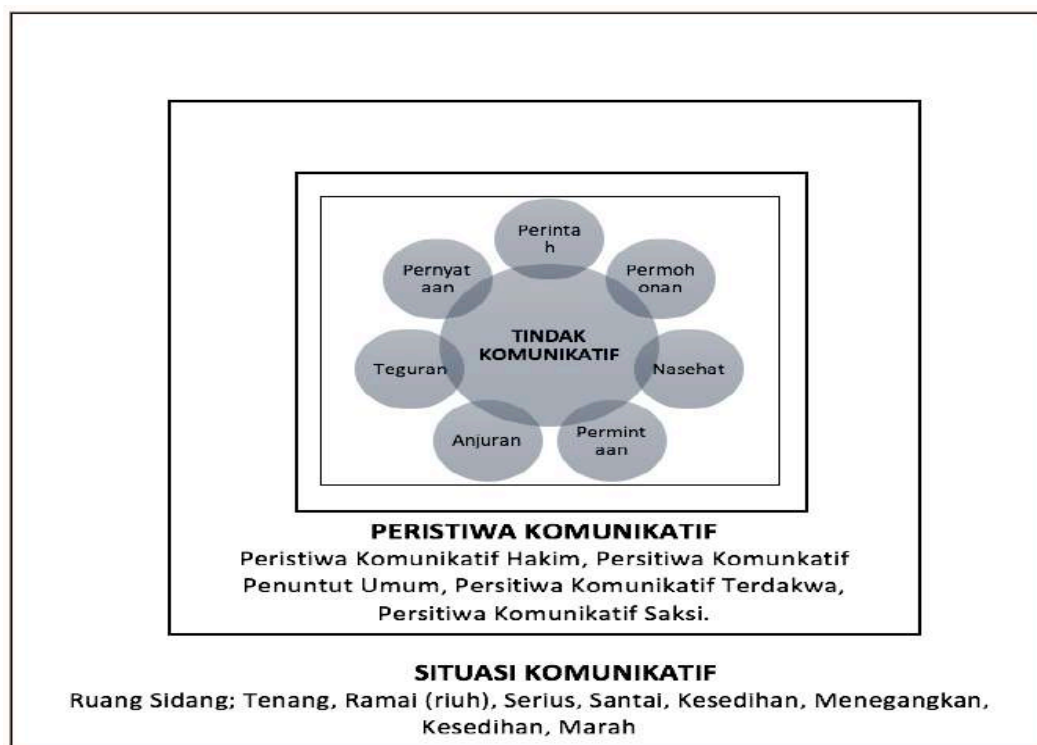 Perinta
h
Pernyat
aan
Permoh
onan
TINDAK
KOMUNIKATIF
Teguran
Nasehat
Anjuran
Permint
aan
PERISTIWA KOMUNIKATIF
Peristiwa Komunikatif Hakim, Persitiwa Komunkatif
Penuntut Umum, Persitiwa Komunikatif Terdakwa,
Persitiwa Komunikatif Saksi.
SITUASI KOMUNIKATIF
Ruang Sidang; Tenang, Ramai (riuh), Serius, Santai, Kesedihan, Menegangkan,
Kesedihan, Marah